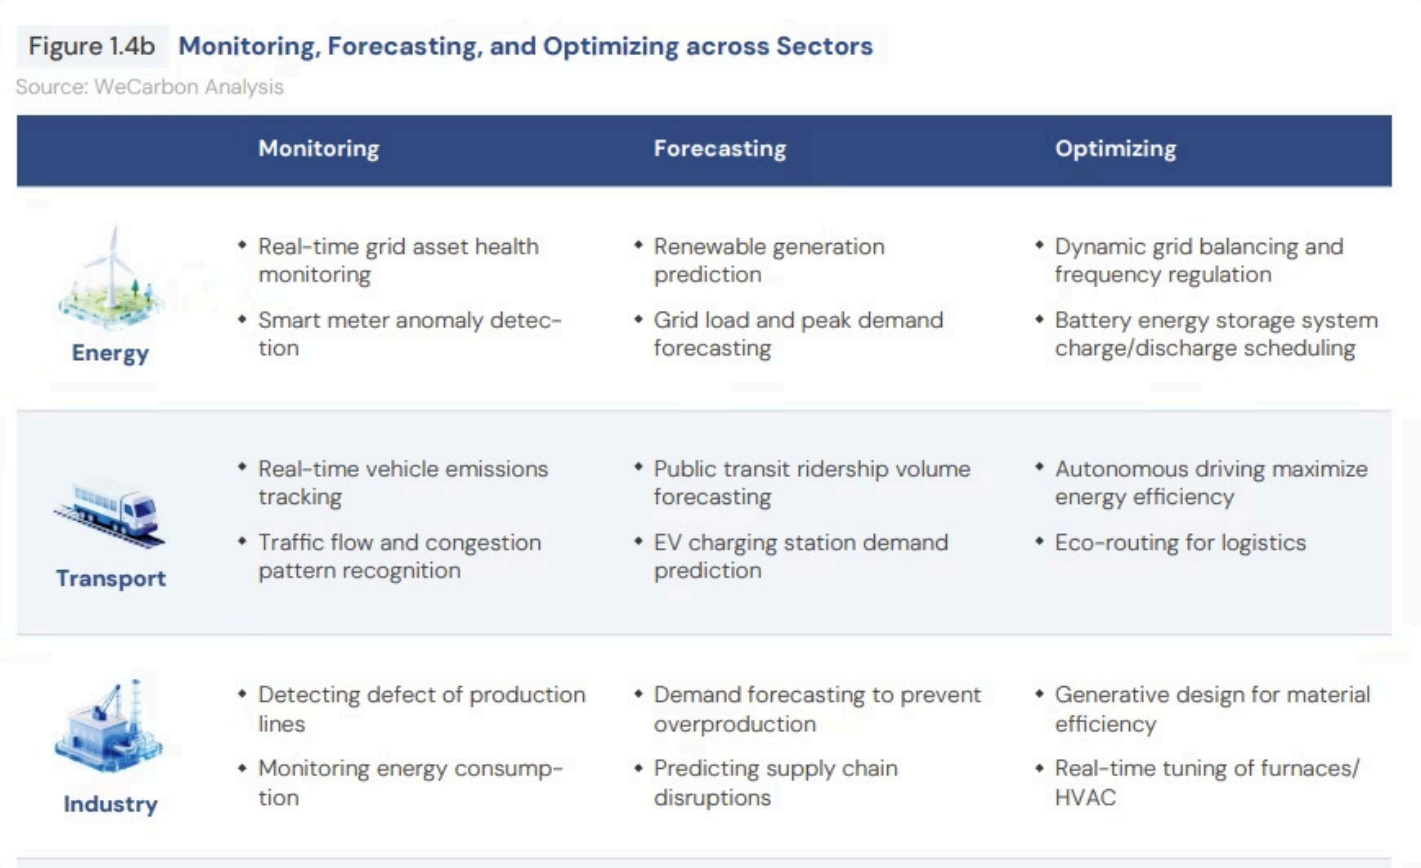 Figure 1.4b Monitoring, Forecasting, and Optimizing across Sectors
Source: WeCarbon Analysis
Monitoring Forecasting Optimizing
Energy
◆ Real-time grid asset health
monitoring
◆ Smart meter anomaly detec-
tion
◆ Renewable generation
prediction
◆ Grid load and peak demand
forecasting
◆ Dynamic grid balancing and
frequency regulation
◆ Battery energy storage system
charge/discharge scheduling
Transport
◆ Real-time vehicle emissions
tracking
◆ Traffic flow and congestion
pattern recognition
◆ Public transit ridership volume
forecasting
◆ EV charging station demand
prediction
◆ Autonomous driving maximize
energy efficiency
◆ Eco-routing for logistics
Industry
◆ Detecting defect of production
lines
◆ Monitoring energy consump-
tion
◆ Demand forecasting to prevent
overproduction
◆ Predicting supply chain
disruptions
◆ Generative design for material
efficiency
◆ Real-time tuning of furnaces/
HVAC